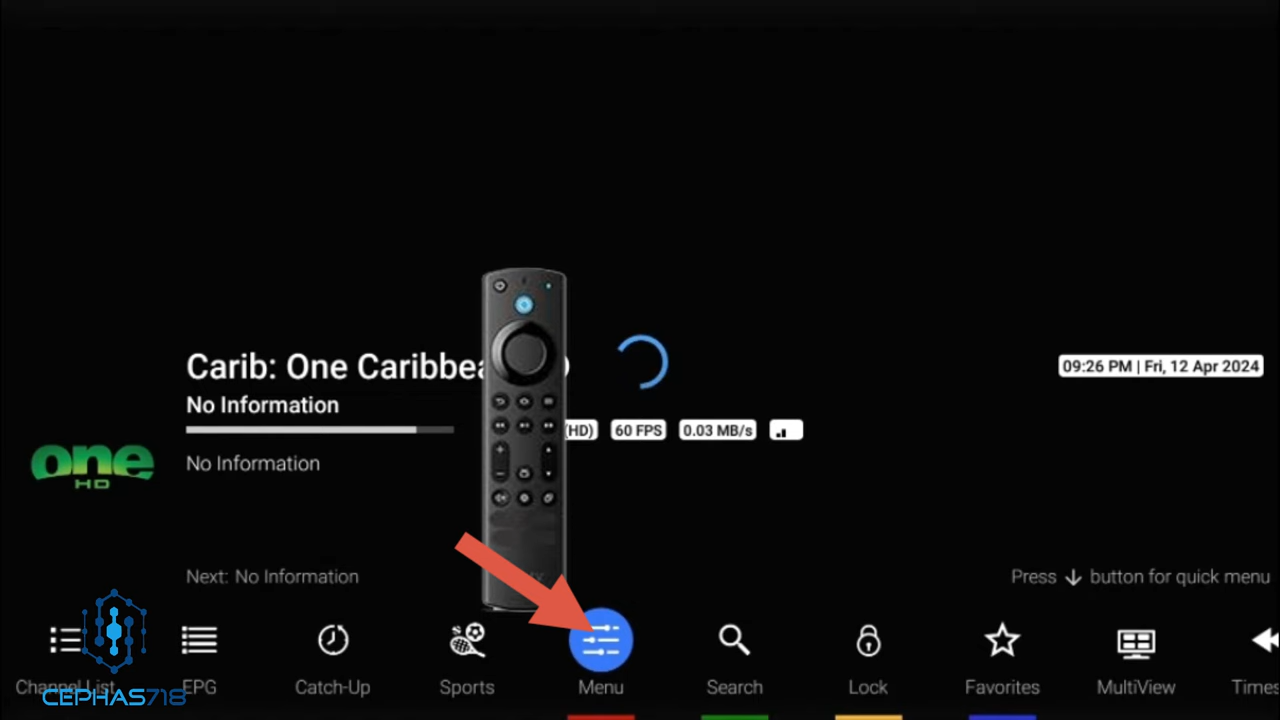 Carib: One Caribbea
09:26 PM | Fri, 12 Apr 2024
No Information
(HD) 60 FPS 0.03 MB/s
one
HD
No Information
Next: No Information
Press ↓ button for quick menu
Channel List EPG Catch-Up Sports Menu Search Lock Favorites MultiView Times
CEPHAS718